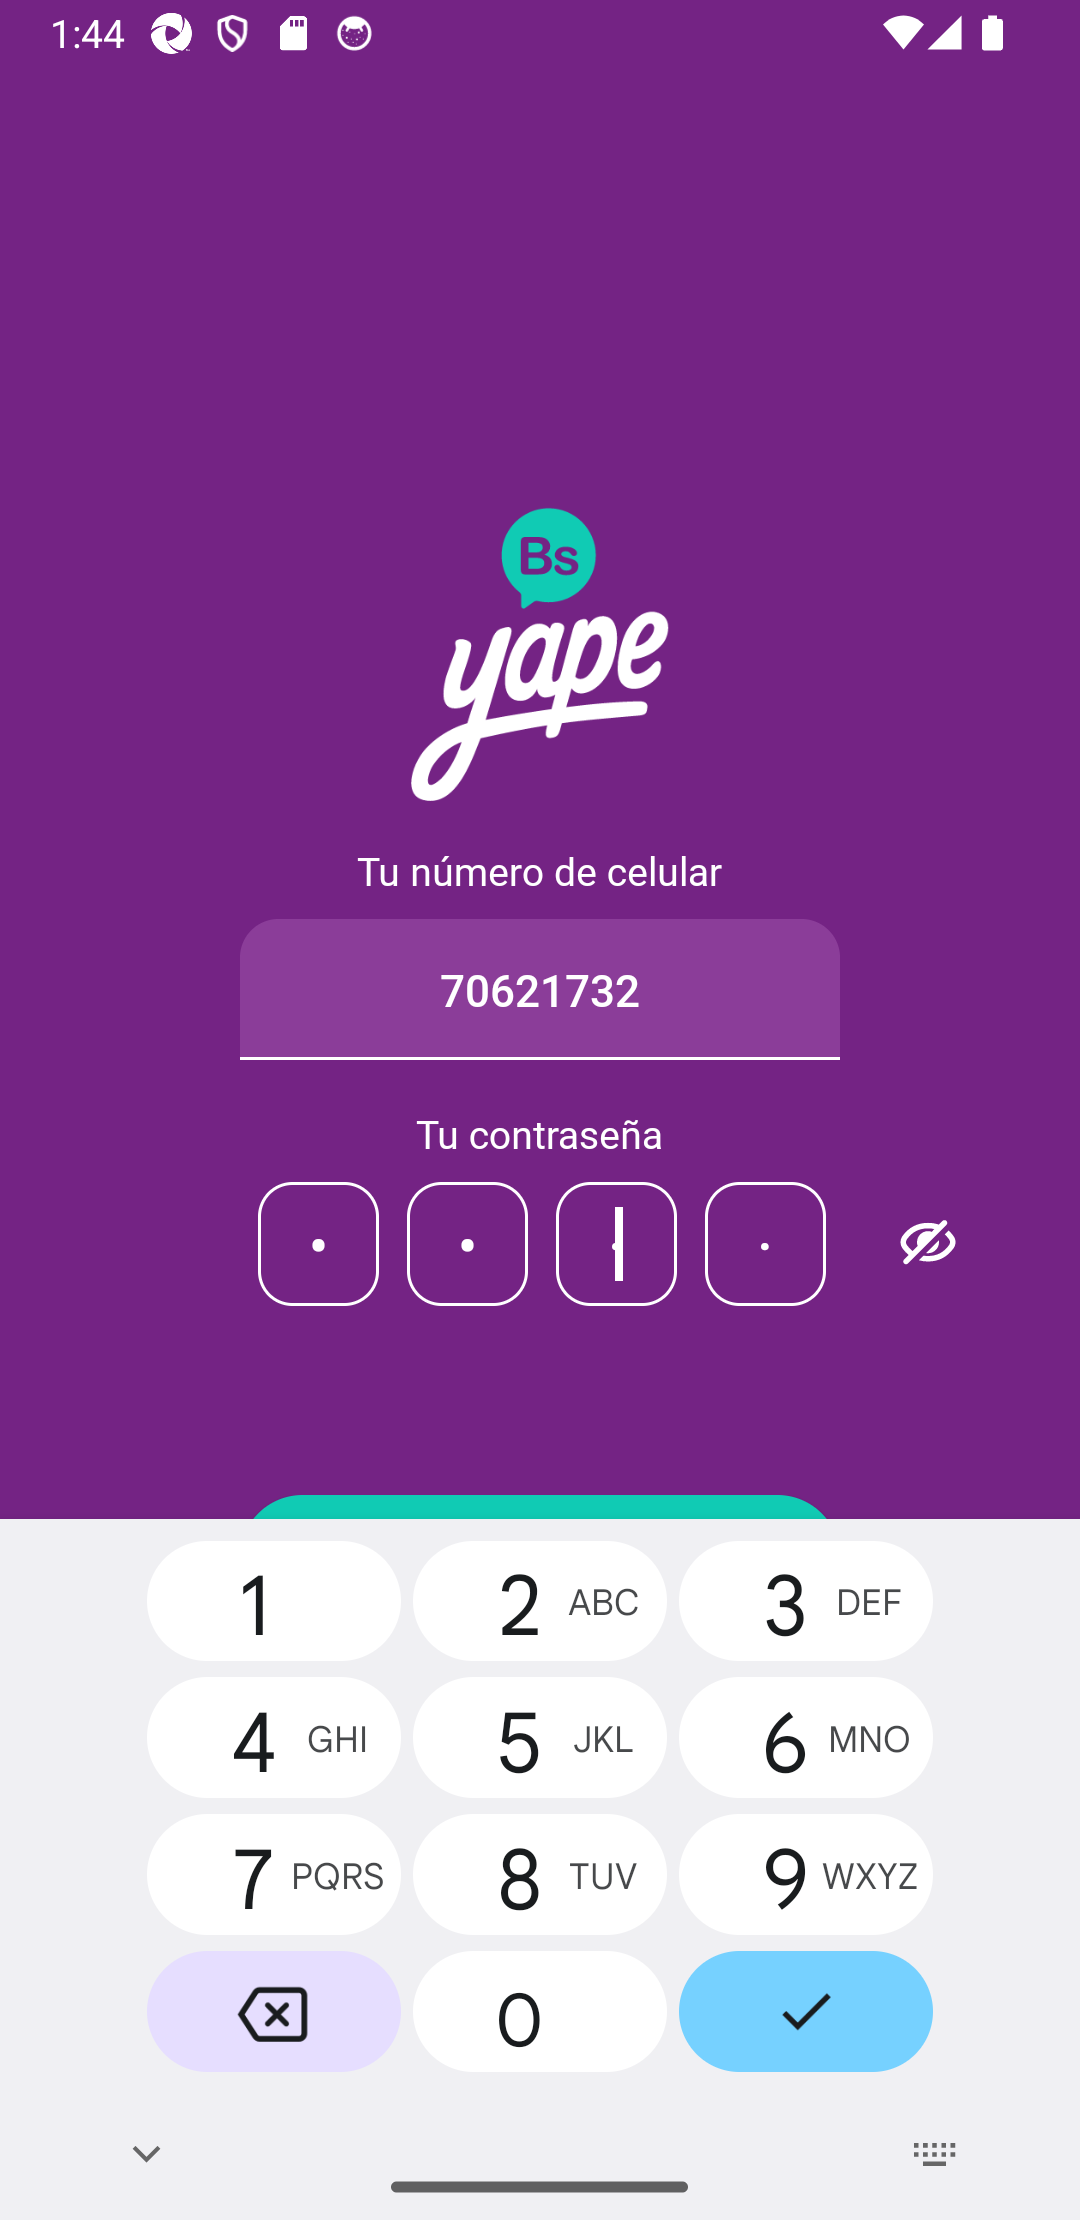 1:44
Bs
yape
Tu número de celular
70621732
Tu contraseña
1
2 ABC
3 DEF
4 GHI
5 JKL
6 MNO
7 PQRS
8 TUV
9 WXYZ
0